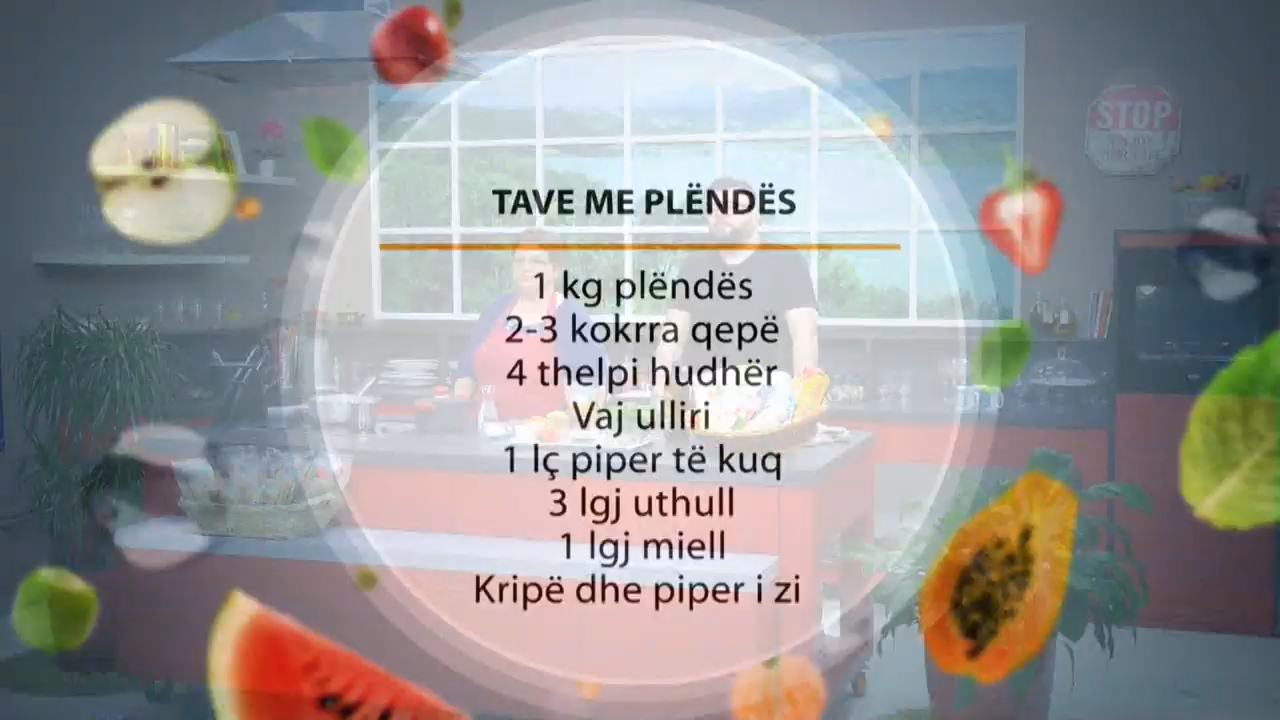 STOP
TAVE ME PLËNDËS
1 kg plëndës
2-3 kokrra qepë
4 thelpi hudhër
Vaj ulliri
1 lç piper të kuq
3 lgj uthull
1 lgj miell
Kripë dhe piper i zi